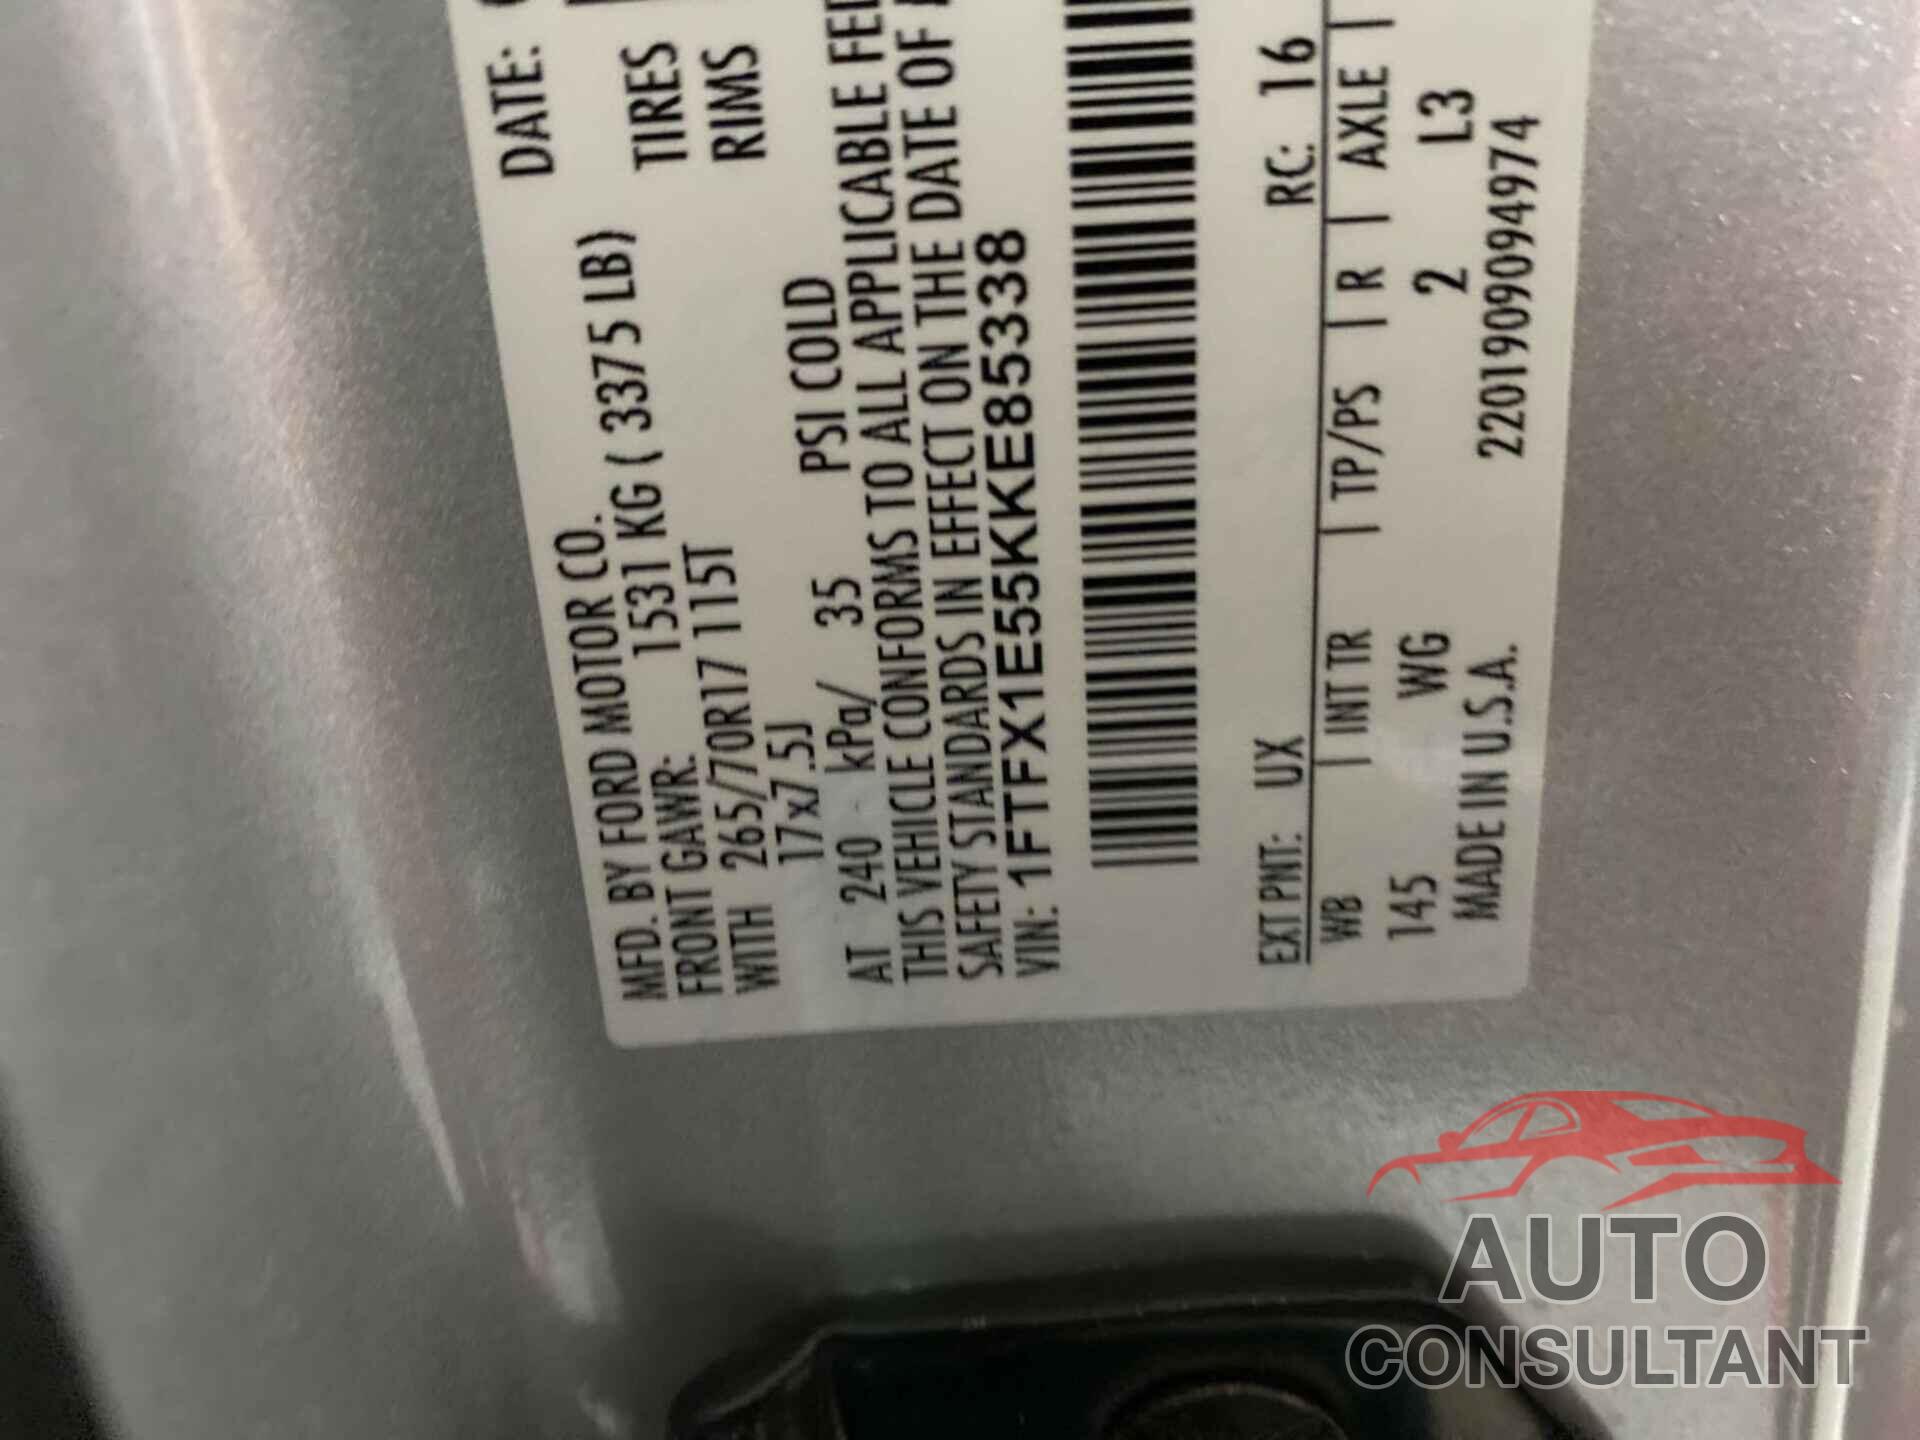 DATE:
MFD. BY FORD MOTOR CO.
FRONT GAWR: 1531 KG ( 3375 LB)
WITH 265/70R17 115T TIRES
17x7.5J RIMS
AT 240 kPa/ 35 PSI COLD
THIS VEHICLE CONFORMS TO ALL APPLICABLE
SAFETY STANDARDS IN EFFECT ON THE DATE OF
VIN: 1FTFX1E55KKE85338
EXT PNT: UX RC: 16
WB | INT TR | TP/PS | R | AXLE |
145 WG 2 L3
MADE IN U.S.A. 220190909094974
AUTO
CONSULTANT